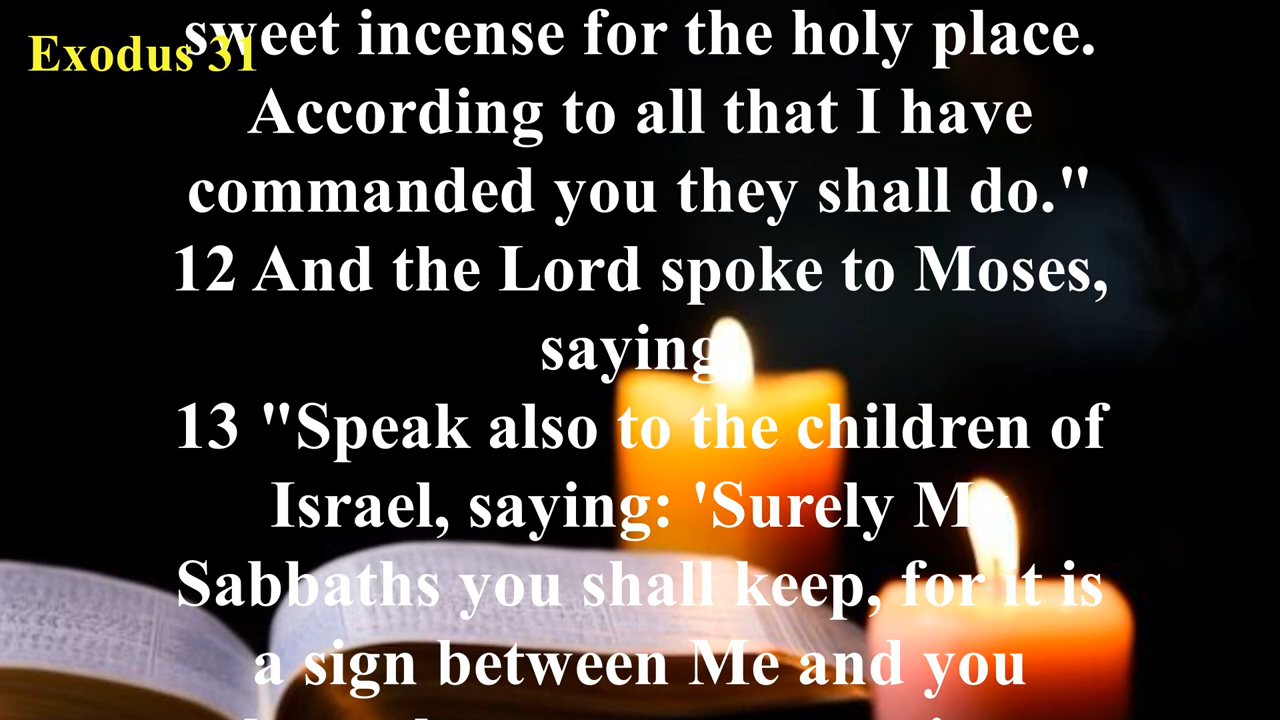 Exodus 31
sweet incense for the holy place.
According to all that I have
commanded you they shall do."
12 And the Lord spoke to Moses,
saying,
13 "Speak also to the children of
Israel, saying: 'Surely My
Sabbaths you shall keep, for it is
a sign between Me and you